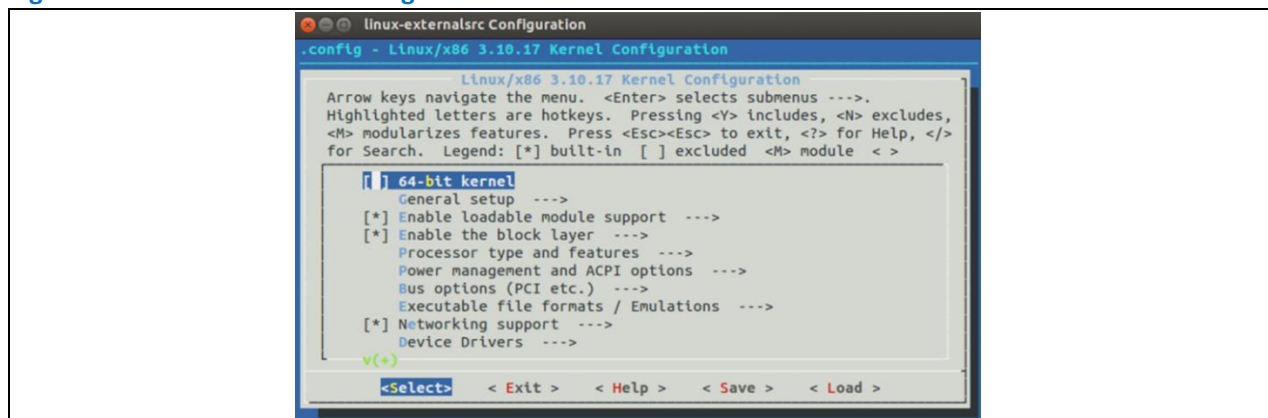 linux-externalsrc Configuration
.config - Linux/x86 3.10.17 Kernel Configuration
Linux/x86 3.10.17 Kernel Configuration
Arrow keys navigate the menu. <Enter> selects submenus --->.
Highlighted letters are hotkeys. Pressing <Y> includes, <N> excludes,
<M> modularizes features. Press <Esc><Esc> to exit, <?> for Help, </>
for Search. Legend: [*] built-in [ ] excluded <M> module < >
[ ] 64-bit kernel
General setup --->
[*] Enable loadable module support --->
[*] Enable the block layer --->
Processor type and features --->
Power management and ACPI options --->
Bus options (PCI etc.) --->
Executable file formats / Emulations --->
[*] Networking support --->
Device Drivers --->
v(+)
<Select> < Exit > < Help > < Save > < Load >